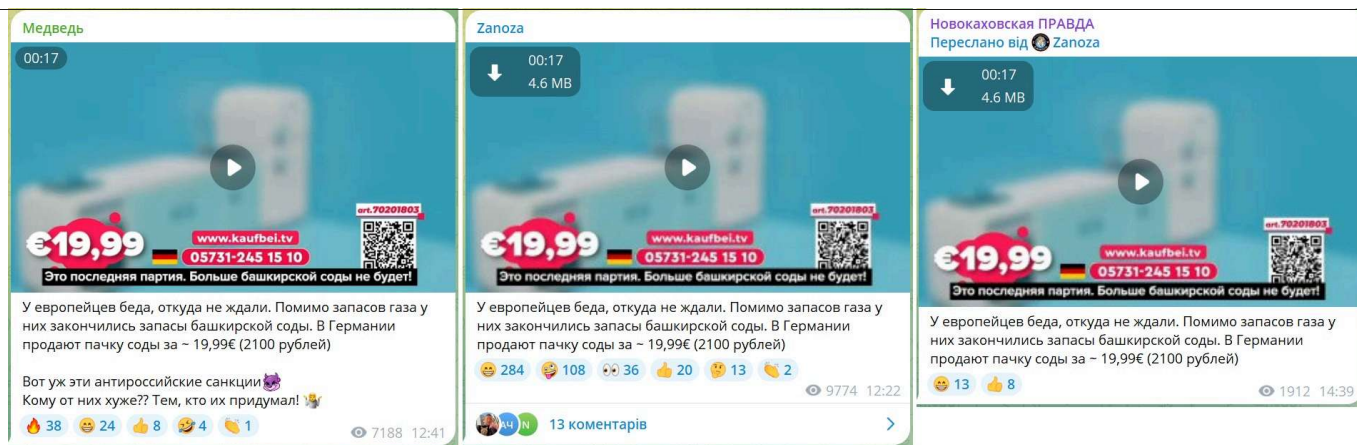 Медведь
00:17
art.70201803
€19,99
www.kaufbei.tv
05731-245 15 10
Это последняя партия. Больше башкирской соды не будет!
У европейцев беда, откуда не ждали. Помимо запасов газа у
них закончились запасы башкирской соды. В Германии
продают пачку соды за ~ 19,99€ (2100 рублей)
Вот уж эти антироссийские санкции😈
Кому от них хуже?? Тем, кто их придумал! 🤷‍♀️
🔥 38 😁 24 👍 8 🤣 4 👏 1
7188 12:41
Zanoza
00:17
4.6 MB
art.70201803
€19,99
www.kaufbei.tv
05731-245 15 10
Это последняя партия. Больше башкирской соды не будет!
У европейцев беда, откуда не ждали. Помимо запасов газа у
них закончились запасы башкирской соды. В Германии
продают пачку соды за ~ 19,99€ (2100 рублей)
😁 284 🤪 108 👀 36 👍 20 🤔 13 👏 2
9774 12:22
АЧ N 13 коментарів
Новокаховская ПРАВДА
Переслано від Zanoza
00:17
4.6 MB
art.70201803
€19,99
www.kaufbei.tv
05731-245 15 10
Это последняя партия. Больше башкирской соды не будет!
У европейцев беда, откуда не ждали. Помимо запасов газа у
них закончились запасы башкирской соды. В Германии
продают пачку соды за ~ 19,99€ (2100 рублей)
😁 13 👍 8
1912 14:39